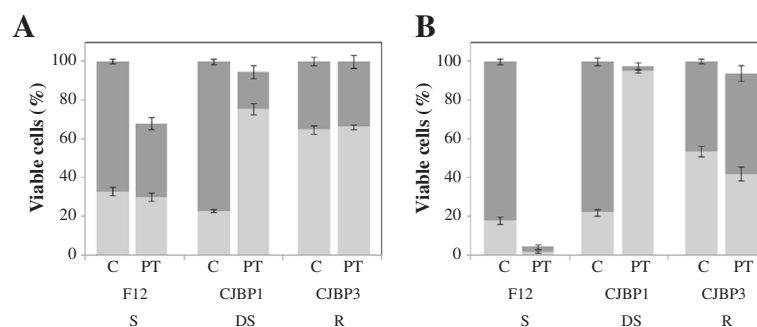 A
Viable cells (%)
100
80
60
40
20
0
C PT C PT C PT
F12 CJBP1 CJBP3
S DS R
B
Viable cells (%)
100
80
60
40
20
0
C PT C PT C PT
F12 CJBP1 CJBP3
S DS R